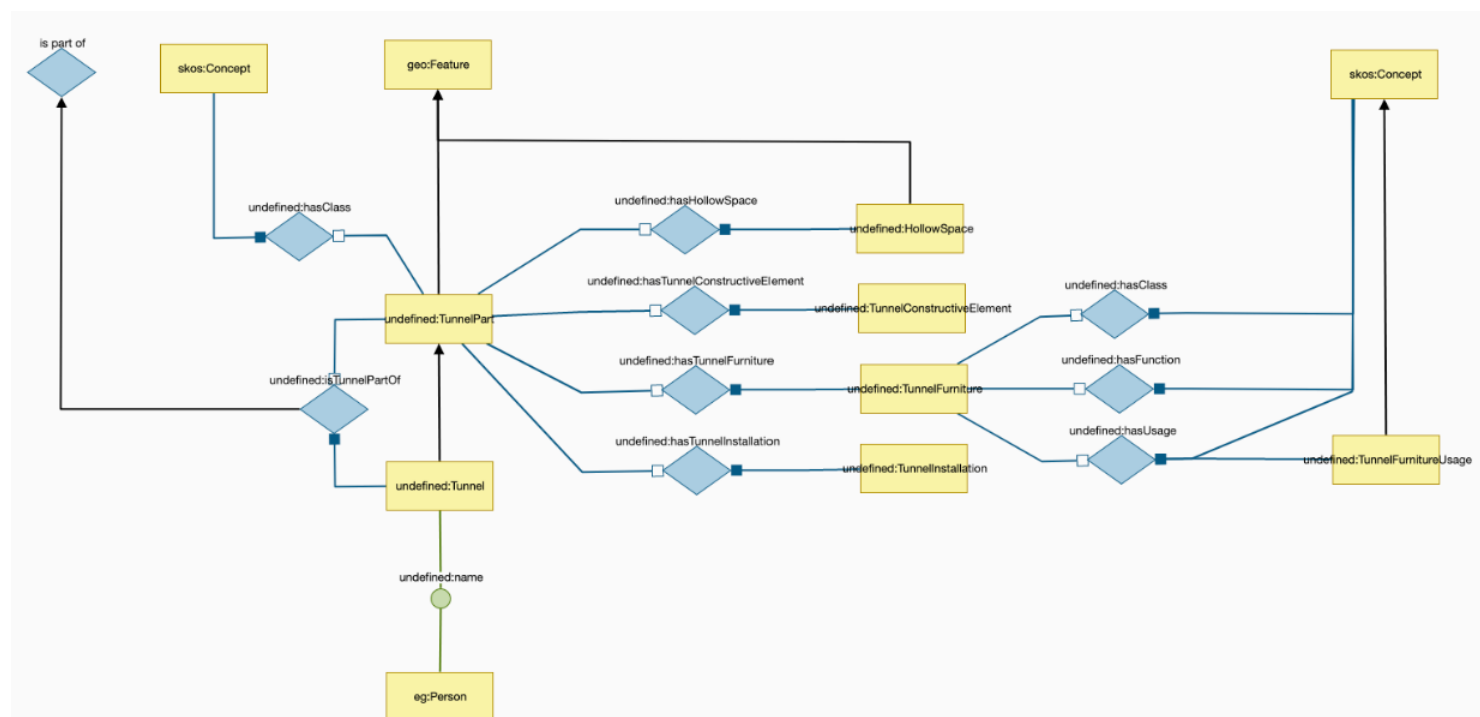 is part of
skos:Concept
geo:Feature
skos:Concept
undefined:hasClass
undefined:hasHollowSpace
undefined:HollowSpace
undefined:hasTunnelConstructiveElement
undefined:hasClass
undefined:TunnelPart
undefined:TunnelConstructiveElement
undefined:hasTunnelFurniture
undefined:hasFunction
undefined:isTunnelPartOf
undefined:TunnelFurniture
undefined:hasTunnelInstallation
undefined:hasUsage
undefined:Tunnel
undefined:TunnelInstallation
undefined:TunnelFurnitureUsage
undefined:name
eg:Person